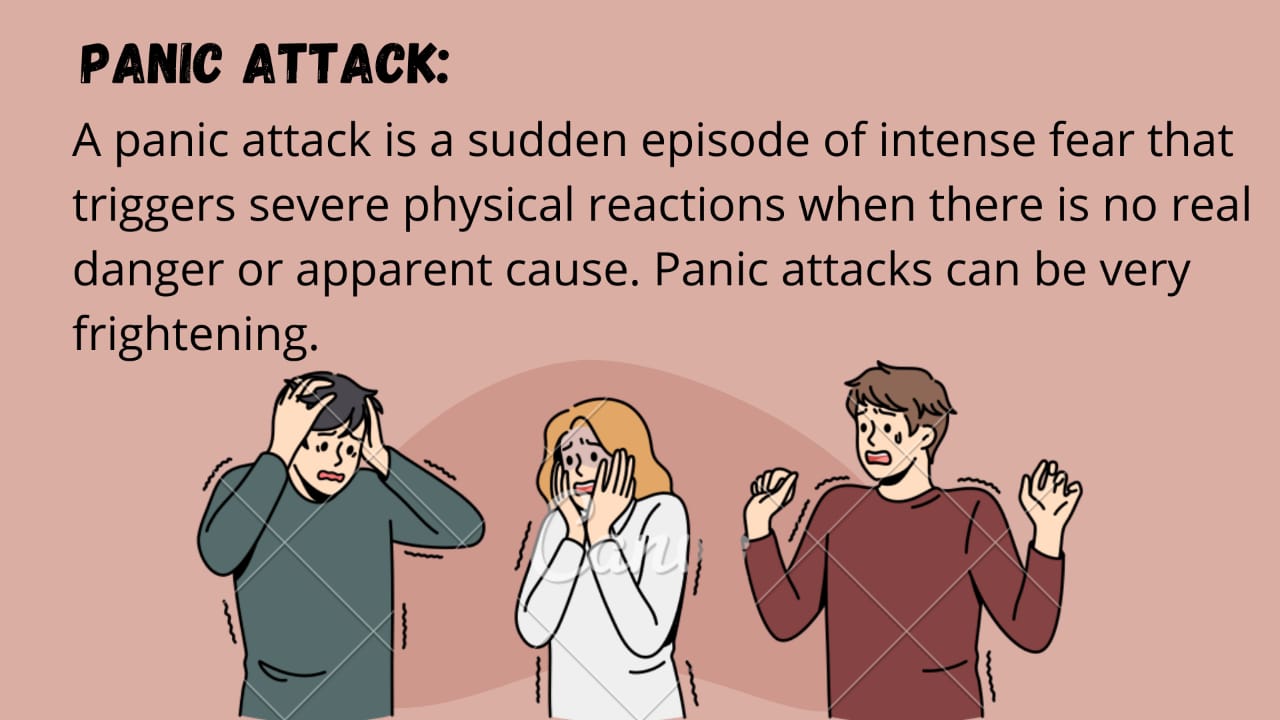 PANIC ATTACK:
A panic attack is a sudden episode of intense fear that
triggers severe physical reactions when there is no real
danger or apparent cause. Panic attacks can be very
frightening.